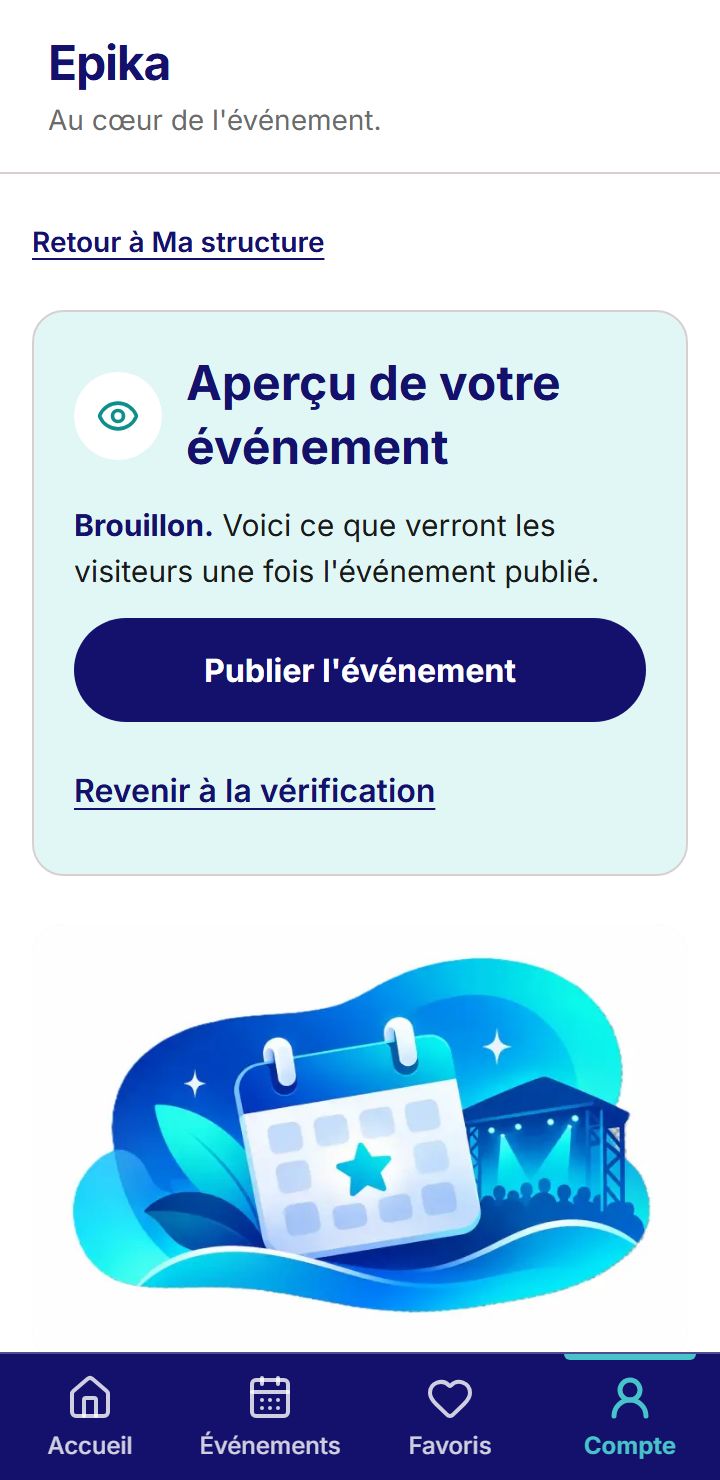 Epika
Au cœur de l'événement.
Retour à Ma structure
Aperçu de votre
événement
Brouillon. Voici ce que verront les
visiteurs une fois l'événement publié.
Publier l'événement
Revenir à la vérification
Accueil
Événements
Favoris
Compte